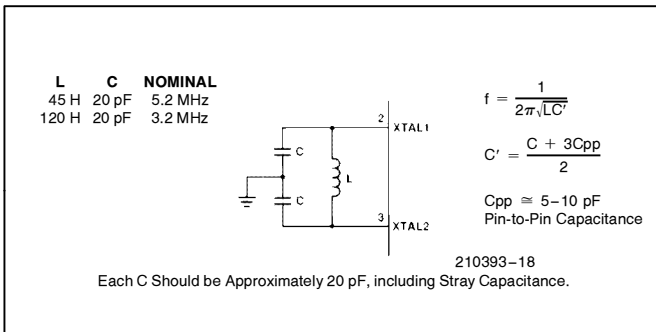 L C NOMINAL
45 H 20 pF 5.2 MHz
120 H 20 pF 3.2 MHz
C
C
L
2
XTAL1
3
XTAL2
f = 1 / 2π√LC′
C′ = C + 3Cpp / 2
Cpp ≅ 5–10 pF
Pin-to-Pin Capacitance
210393–18
Each C Should be Approximately 20 pF, including Stray Capacitance.